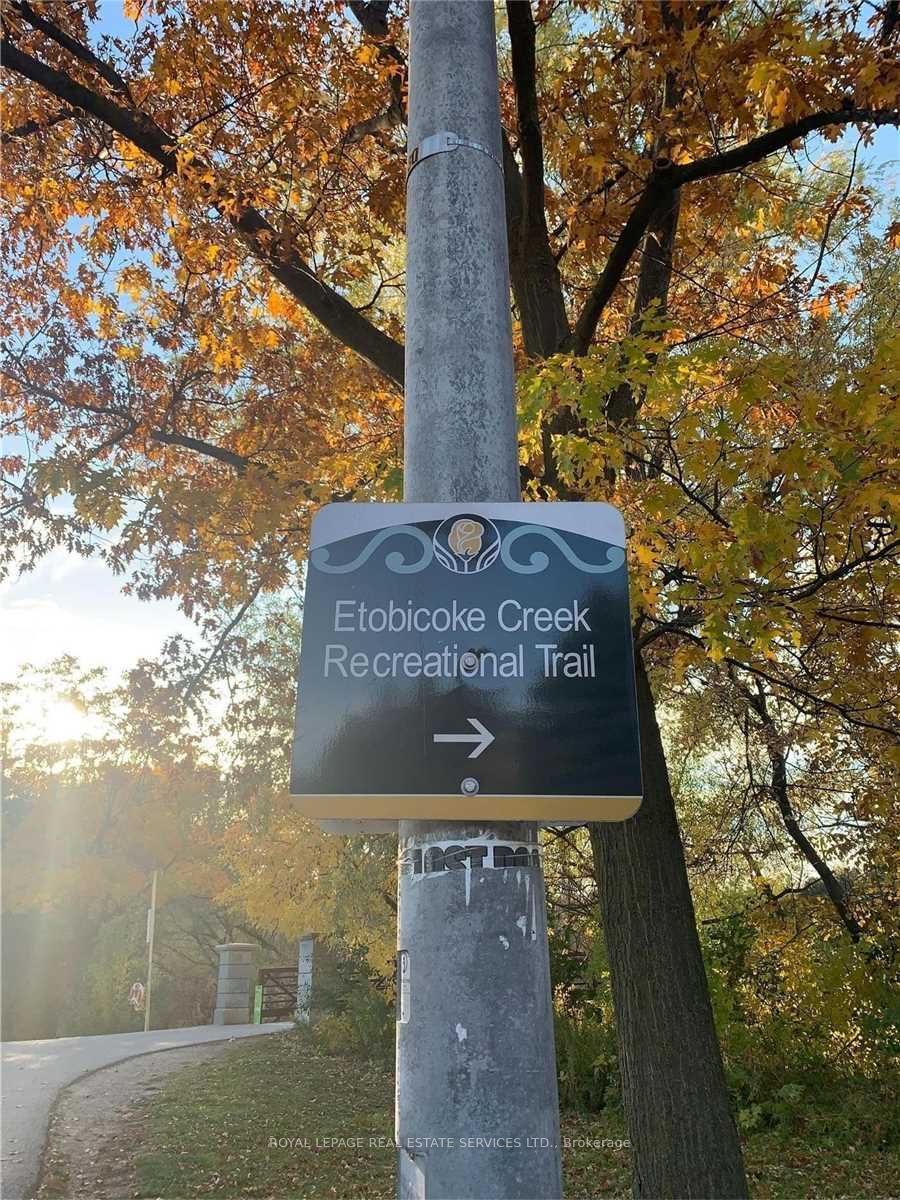 Etobicoke Creek
Recreational Trail
→
ROYAL LEPAGE REAL ESTATE SERVICES LTD., Brokerage